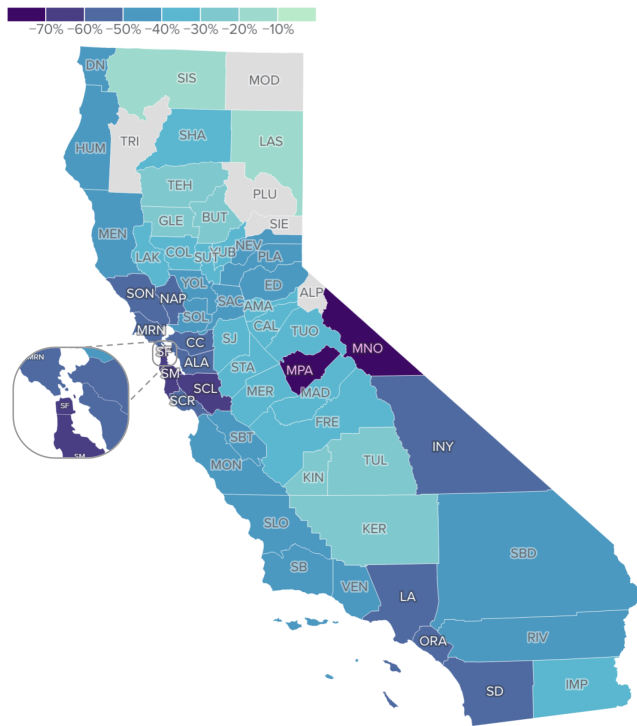 −70% −60% −50% −40% −30% −20% −10%
DN
SIS
MOD
HUM
TRI
SHA
LAS
TEH
PLU
GLE
BUT
SIE
MEN
LAK
COL
SUT
YUB
NEV
PLA
SON
NAP
YOL
ED
ALP
SOL
SAC
AMA
MRN
CC
SJ
CAL
TUO
MNO
SF
ALA
SM
STA
MPA
SCL
SCR
MER
MAD
MRN
SF
SM
SBT
FRE
INY
MON
KIN
TUL
SLO
KER
SBD
SB
VEN
LA
ORA
RIV
SD
IMP